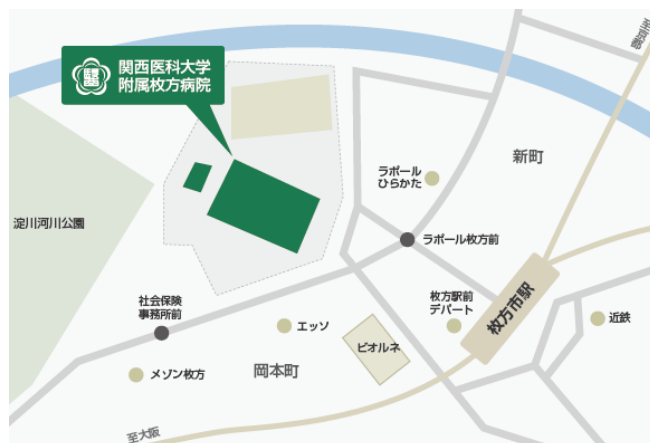 至京都
関西医科大学
附属枚方病院
新町
ラポール
ひらかた
淀川河川公園
ラポール枚方前
社会保険
事務所前
枚方駅前
デパート
枚方市駅
近鉄
エッソ
ビオルネ
メゾン枚方
岡本町
至大阪